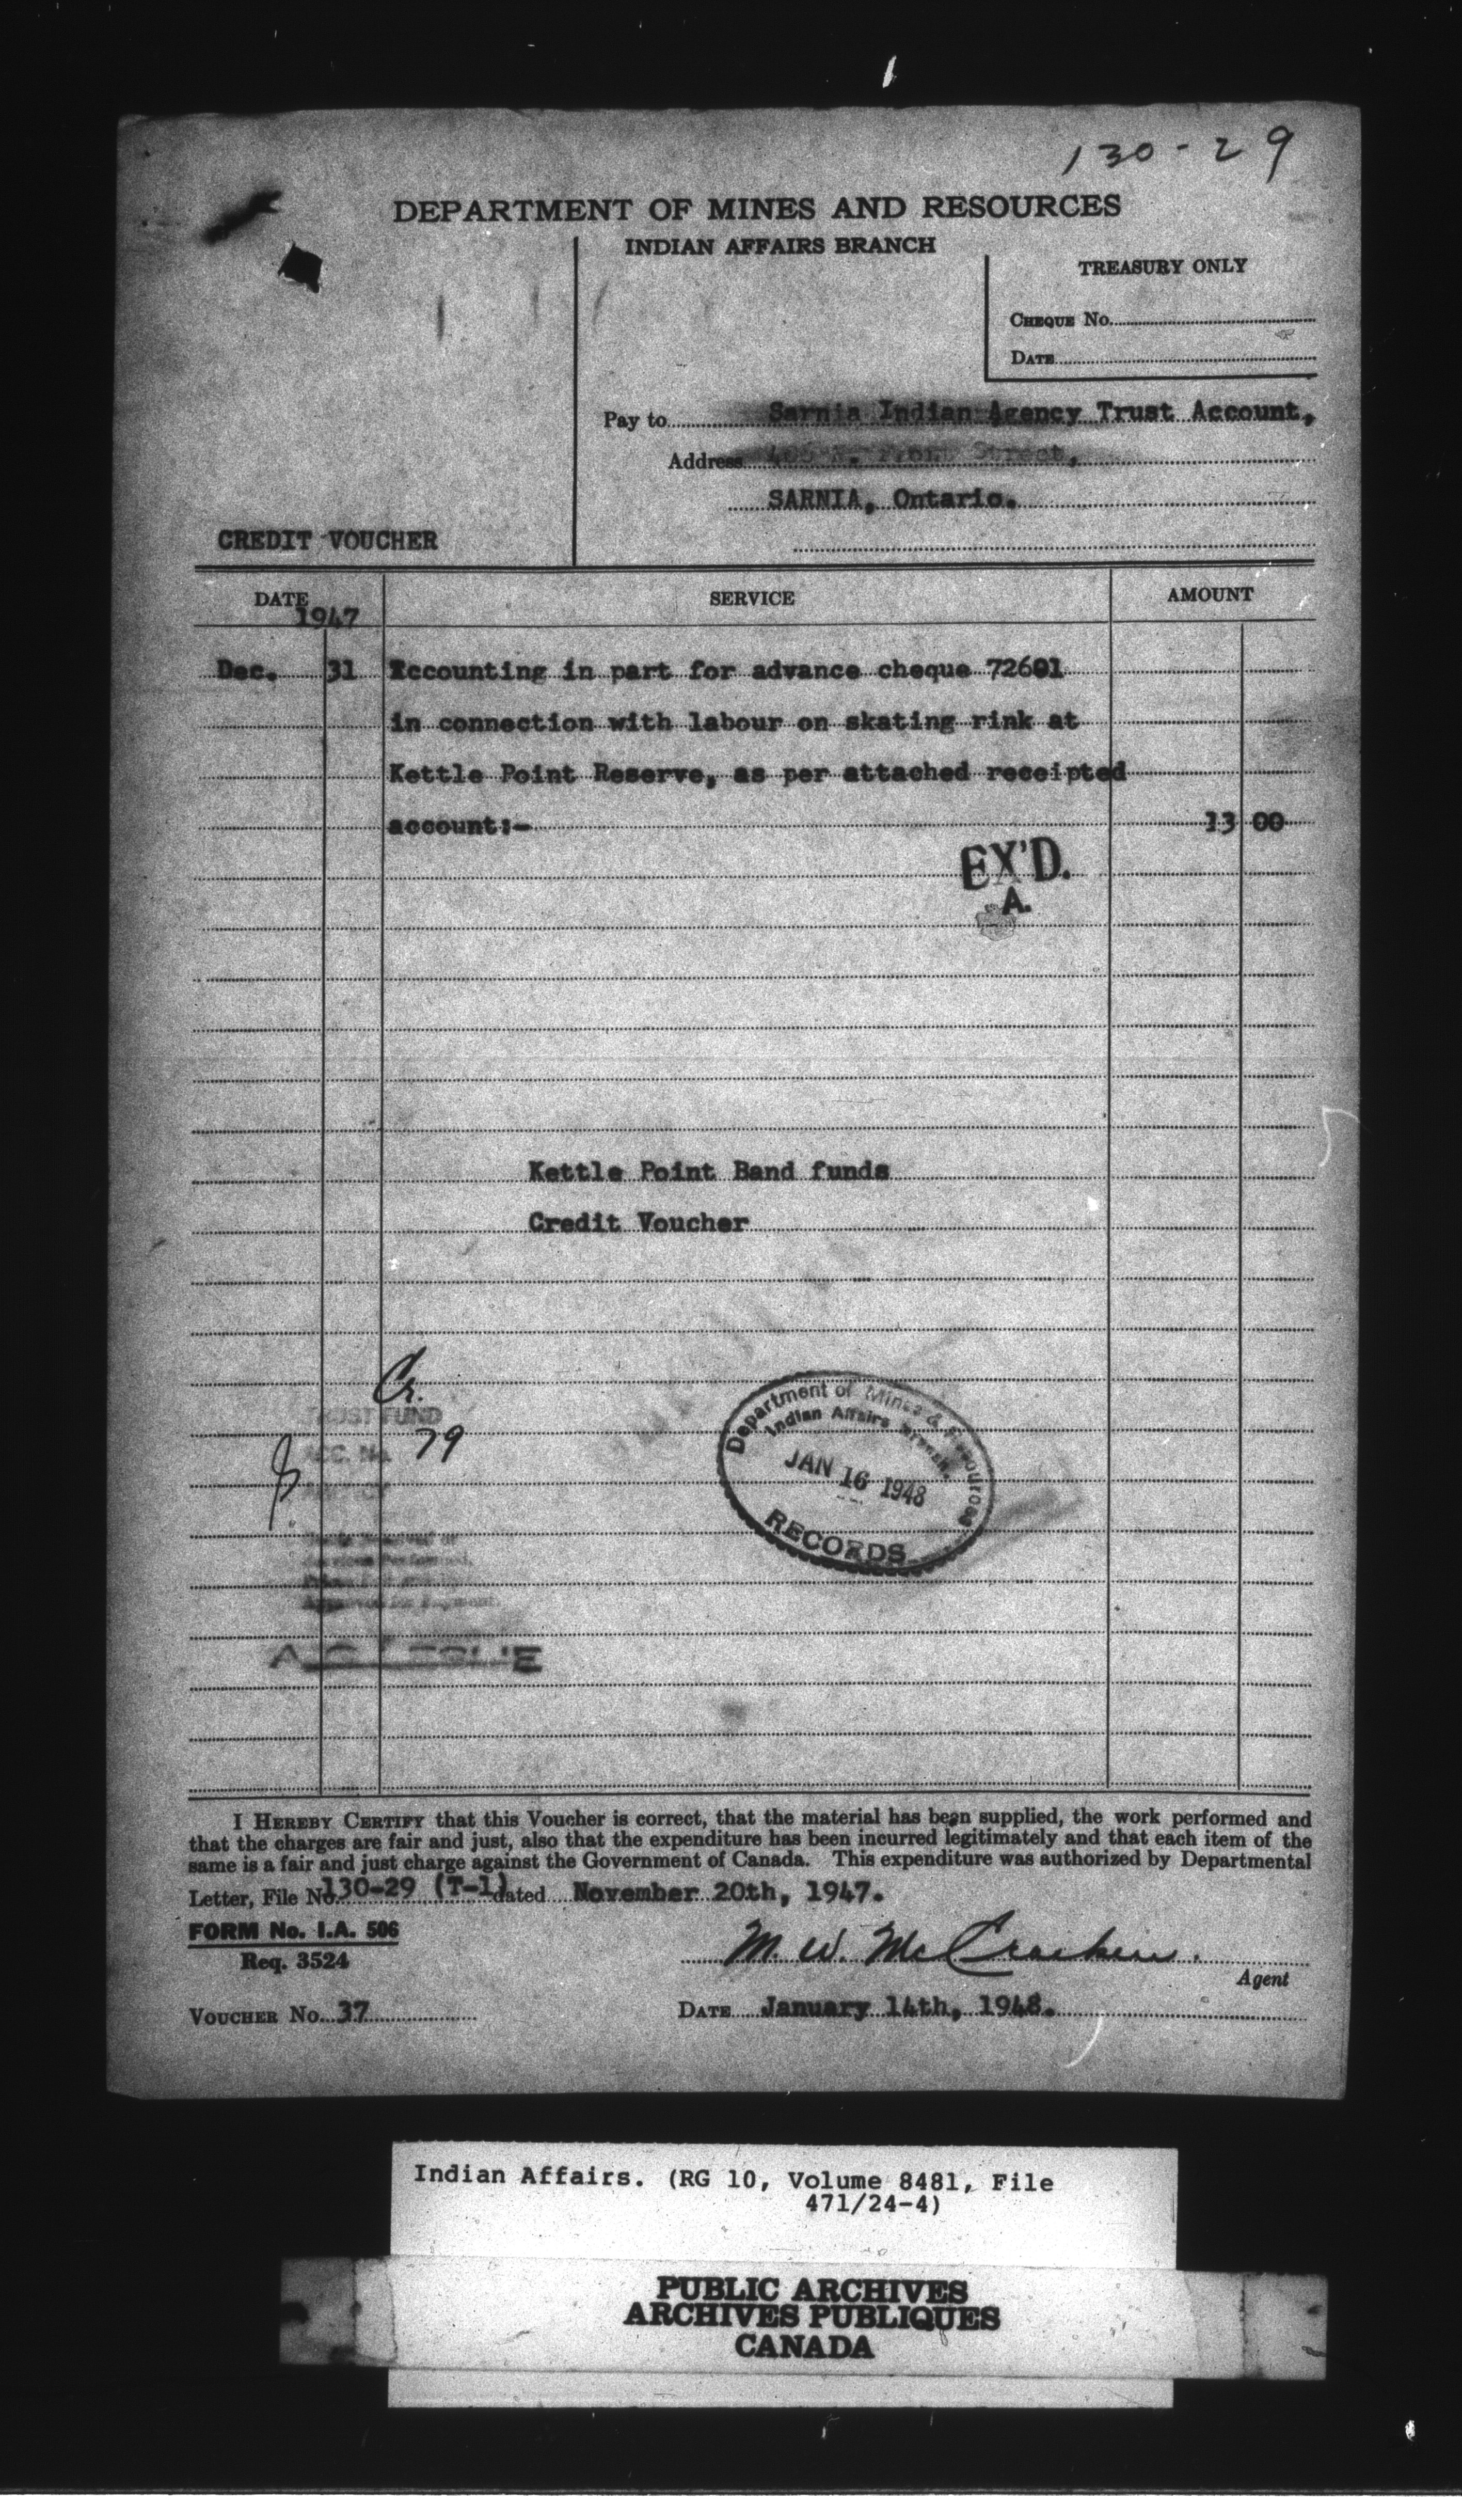 130-29
DEPARTMENT OF MINES AND RESOURCES
INDIAN AFFAIRS BRANCH
TREASURY ONLY
CHEQUE No.
DATE
Pay to Sarnia Indian Agency Trust Account,
Address Front Street,
SARNIA, Ontario.
CREDIT VOUCHER
DATE SERVICE AMOUNT
1947
Dec. 31 Accounting in part for advance cheque 72601
in connection with labour on skating rink at
Kettle Point Reserve, as per attached receipted
account:- 13 00
EX'D.
A.
Kettle Point Band funds
Credit Voucher
Cr.
TRUST FUND
ACC. No. 79
Department of Mines & Resources
Indian Affairs Branch
JAN 16 1948
RECORDS
I HEREBY CERTIFY that this Voucher is correct, that the material has been supplied, the work performed and
that the charges are fair and just, also that the expenditure has been incurred legitimately and that each item of the
same is a fair and just charge against the Government of Canada. This expenditure was authorized by Departmental
Letter, File No. 130-29 (T-1) dated November 20th, 1947.
FORM No. I.A. 506
Req. 3524
M. W. McCracken.
Agent
VOUCHER No. 37
DATE January 14th, 1948.
Indian Affairs. (RG 10, Volume 8481, File
471/24-4)
PUBLIC ARCHIVES
ARCHIVES PUBLIQUES
CANADA